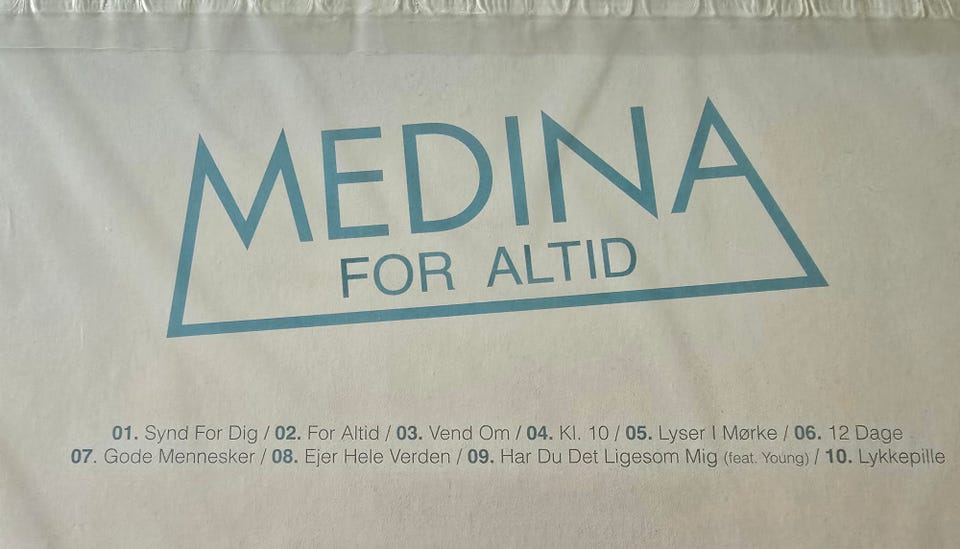 MEDINA
FOR ALTID
01. Synd For Dig / 02. For Altid / 03. Vend Om / 04. Kl. 10 / 05. Lyser I Mørke / 06. 12 Dage
07. Gode Mennesker / 08. Ejer Hele Verden / 09. Har Du Det Ligesom Mig (feat. Young) / 10. Lykkepille